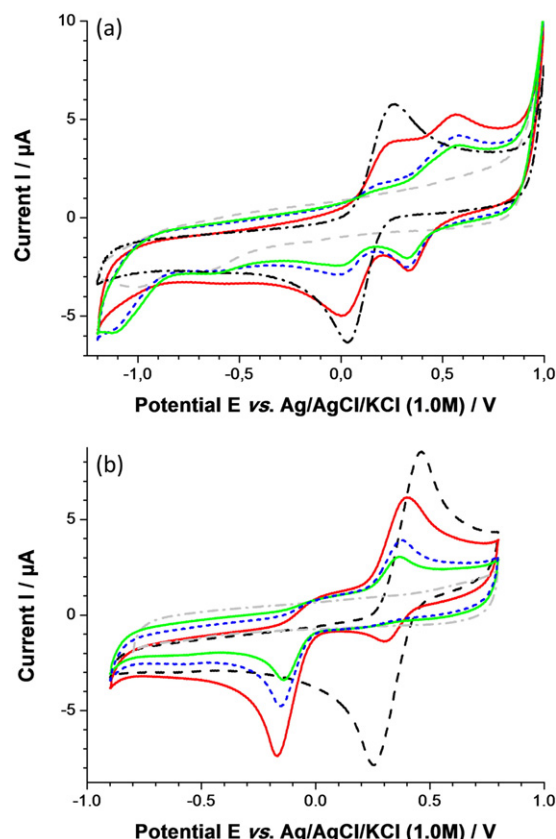 (a)
10
5
0
-5
Current I / µA
-1,0 -0,5 0,0 0,5 1,0
Potential E vs. Ag/AgCl/KCl (1.0M) / V
(b)
5
0
-5
Current I / µA
-1.0 -0.5 0.0 0.5 1.0
Potential E vs. Ag/AgCl/KCl (1.0M) / V